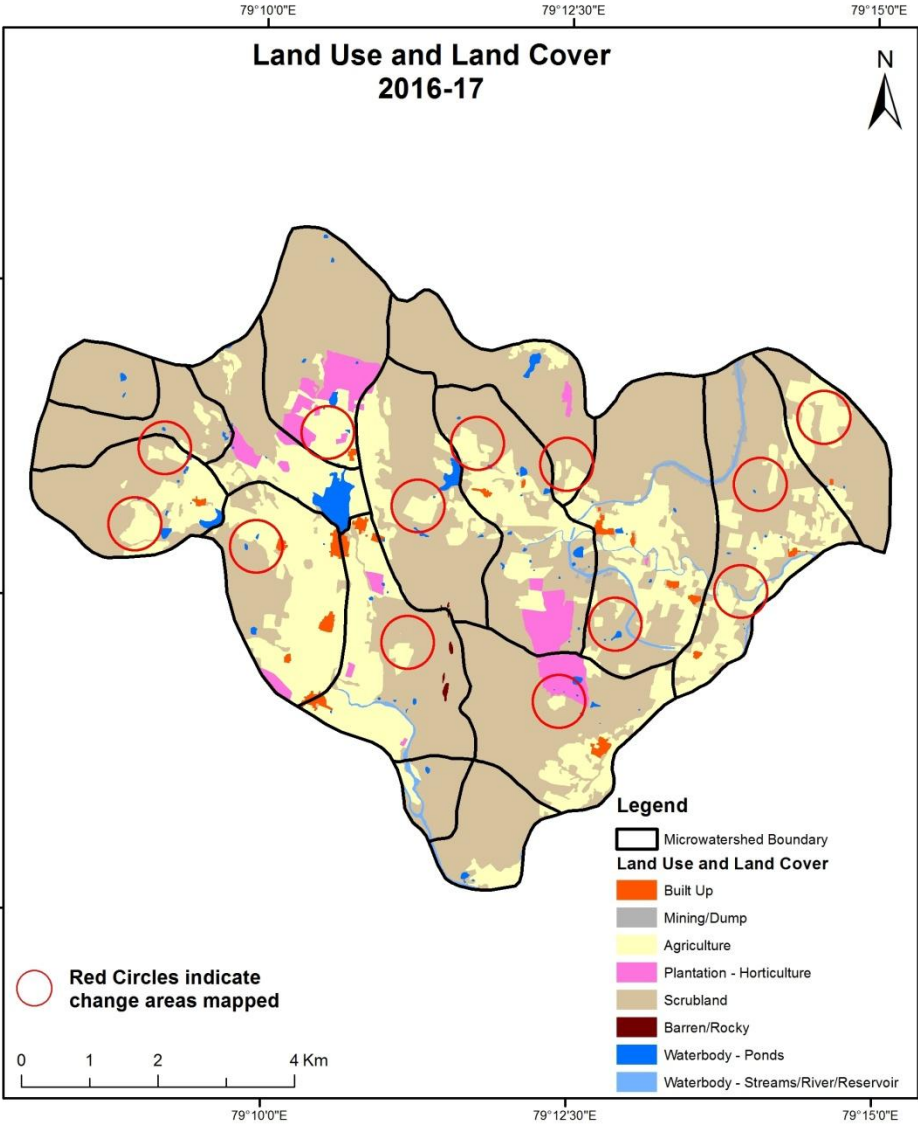 79°10'0"E 79°12'30"E 79°15'0"E
Land Use and Land Cover
2016-17
N
Legend
Microwatershed Boundary
Land Use and Land Cover
Built Up
Mining/Dump
Agriculture
Plantation - Horticulture
Scrubland
Barren/Rocky
Waterbody - Ponds
Waterbody - Streams/River/Reservoir
Red Circles indicate
change areas mapped
0 1 2 4 Km
79°10'0"E 79°12'30"E 79°15'0"E